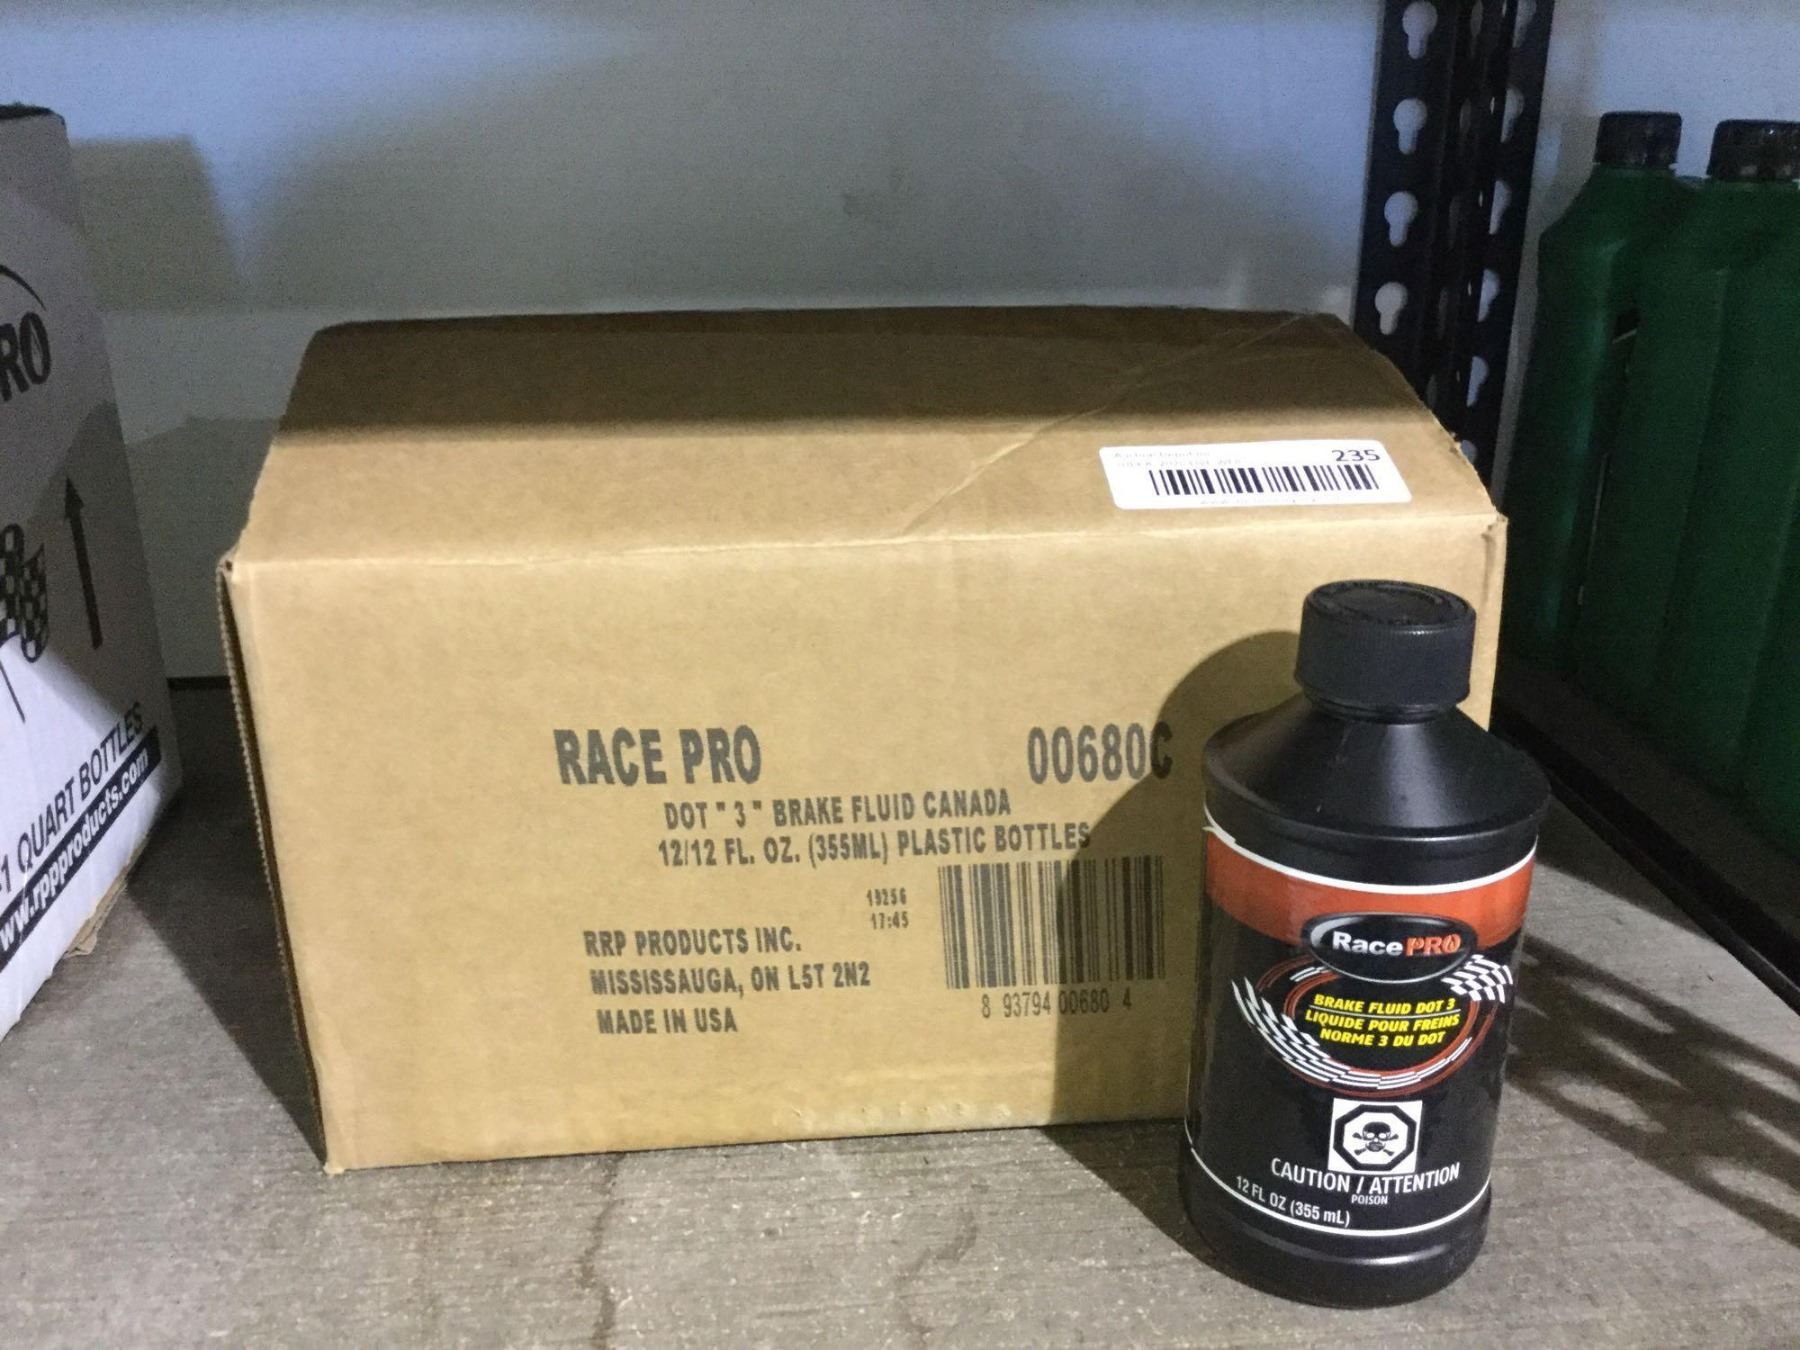 RO
-1 QUART BOTTLES
www.rppproducts.com
235
RACE PRO 00680C
DOT " 3 " BRAKE FLUID CANADA
12/12 FL. OZ. (355ML) PLASTIC BOTTLES
19256
17:45
RRP PRODUCTS INC.
MISSISSAUGA, ON L5T 2N2
MADE IN USA
8 93794 00680 4
Race PRO
BRAKE FLUID DOT 3
LIQUIDE POUR FREINS
NORME 3 DU DOT
CAUTION / ATTENTION
POISON
12 FL OZ (355 mL)